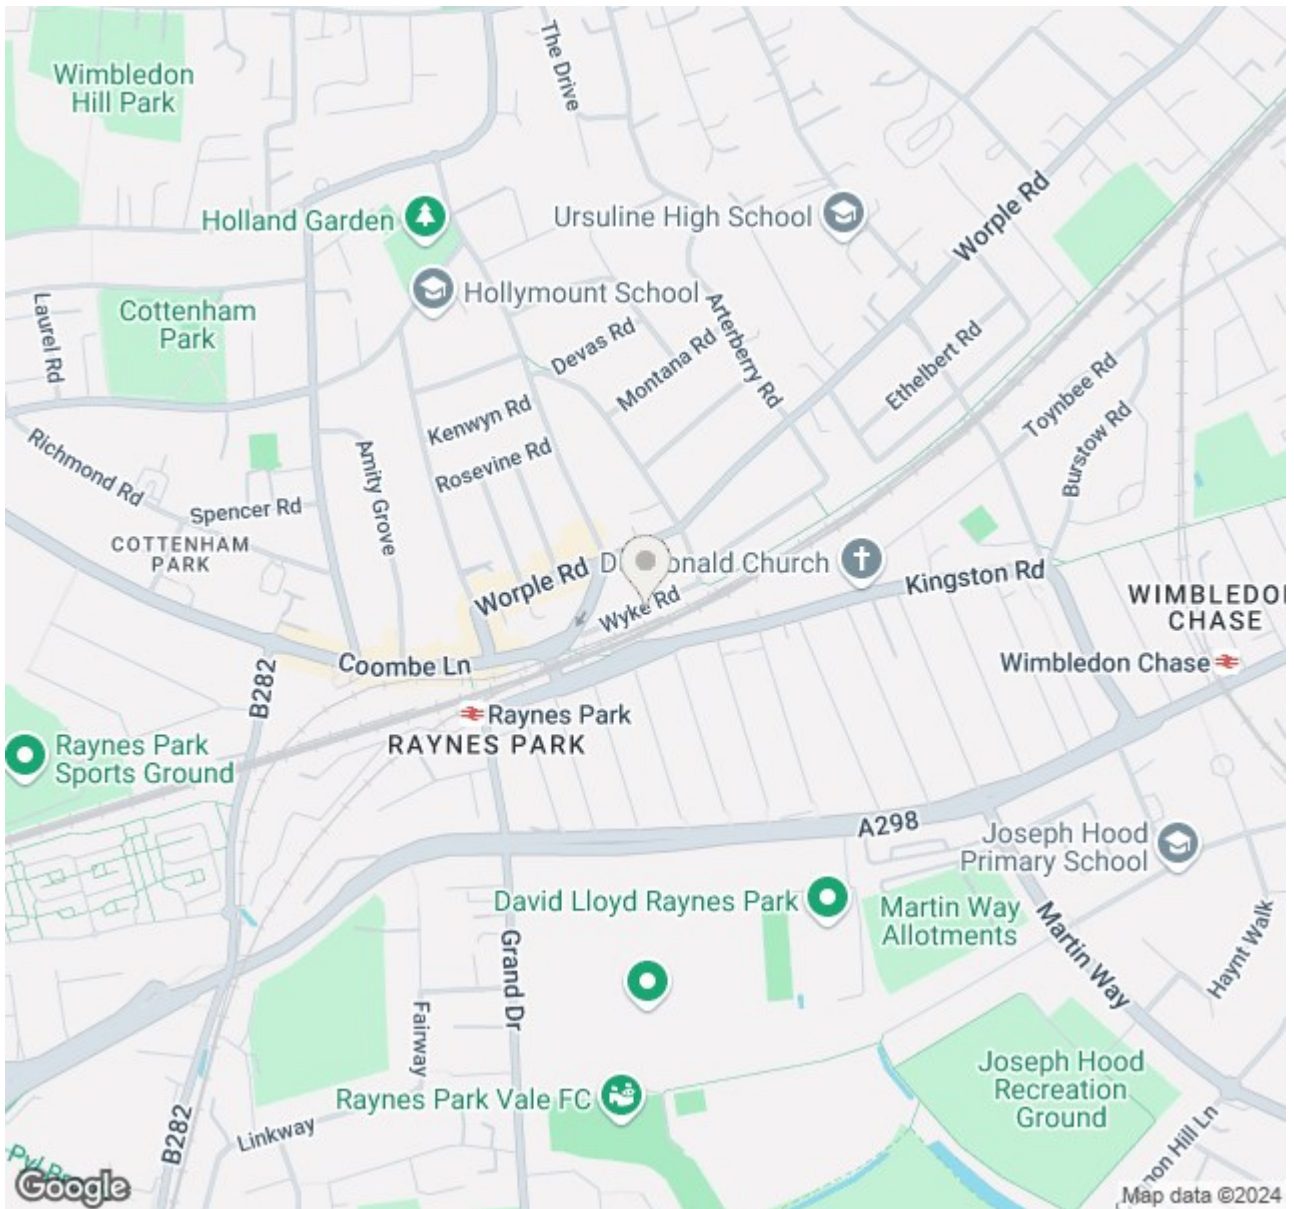 The Drive
Wimbledon
Hill Park
Holland Garden
Ursuline High School
Worple Rd
Hollymount School
Cottenham
Park
Laurel Rd
Devas Rd
Montana Rd
Arterberry Rd
Ethelbert Rd
Toynbee Rd
Kenwyn Rd
Rosevine Rd
Burstow Rd
Richmond Rd
Amity Grove
Spencer Rd
COTTENHAM
PARK
Worple Rd
Wyke Rd
Church
Kingston Rd
WIMBLEDO
CHASE
Wimbledon Chase
Coombe Ln
B282
Raynes Park
RAYNES PARK
Raynes Park
Sports Ground
A298
Joseph Hood
Primary School
David Lloyd Raynes Park
Martin Way
Allotments
Grand Dr
Martin Way
Haynt Walk
Fairway
Joseph Hood
Recreation
Ground
Raynes Park Vale FC
Linkway
B282
Hill Ln
Google
Map data ©2024